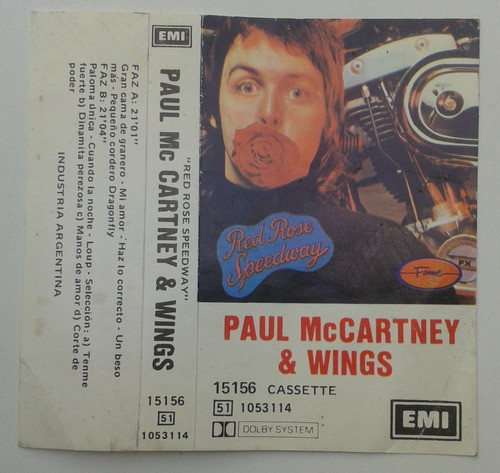 FAZ A: 21'01"
Gran cama de granero - Mi amor - Haz lo correcto - Un beso
mas - Pequeño cordero Dragonfly
FAZ B: 21'04"
Paloma única - Cuando la noche - Loup - Selección: a) Tenme
fuerte b) Dinamita perezosa c) Manos de amor d) Corte de
poder
INDUSTRIA ARGENTINA
EMI
"RED ROSE SPEEDWAY"
PAUL Mc CARTNEY & WINGS
15156
51
1053114
Red Rose
Speedway
Fame
FX
PAUL McCARTNEY
& WINGS
15156 CASSETTE
51 1053114
DOLBY SYSTEM
EMI